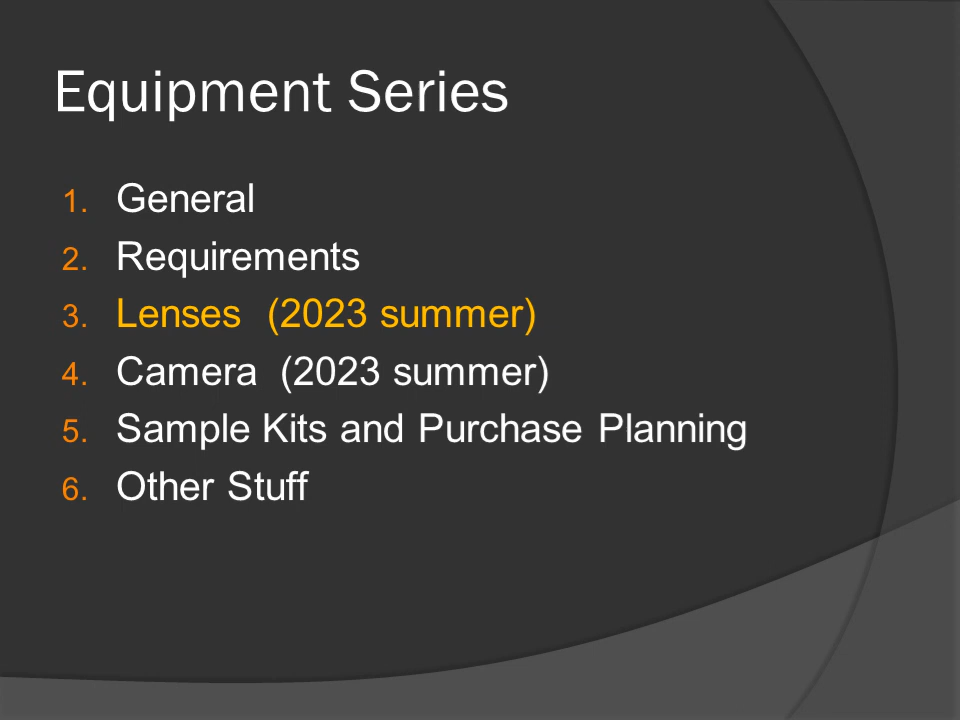 Equipment Series
1. General
2. Requirements
3. Lenses (2023 summer)
4. Camera (2023 summer)
5. Sample Kits and Purchase Planning
6. Other Stuff